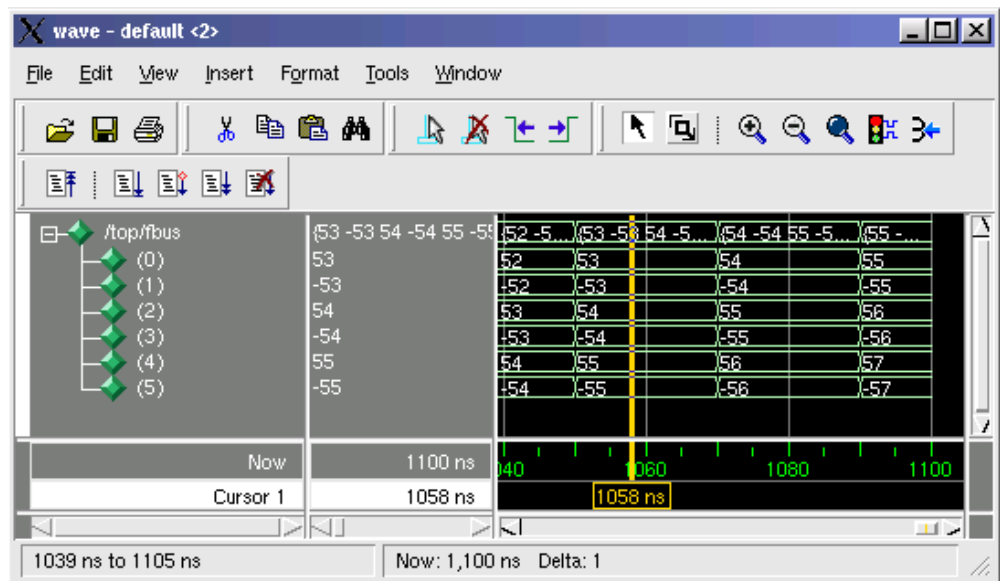 wave - default <2>
File Edit View Insert Format Tools Window
/top/fbus {53 -53 54 -54 55 -55 {52 -5... {53 -53 54 -5... {54 -54 55 -5... {55 -...
(0) 53 52 53 54 55
(1) -53 -52 -53 -54 -55
(2) 54 53 54 55 56
(3) -54 -53 -54 -55 -56
(4) 55 54 55 56 57
(5) -55 -54 -55 -56 -57
Now 1100 ns 040 1060 1080 1100
Cursor 1 1058 ns 1058 ns
1039 ns to 1105 ns Now: 1,100 ns Delta: 1